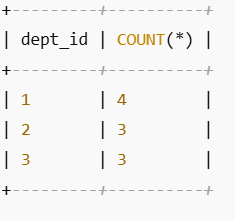 +---------+----------+
| dept_id | COUNT(*) |
+---------+----------+
| 1       | 4        |
| 2       | 3        |
| 3       | 3        |
+---------+----------+